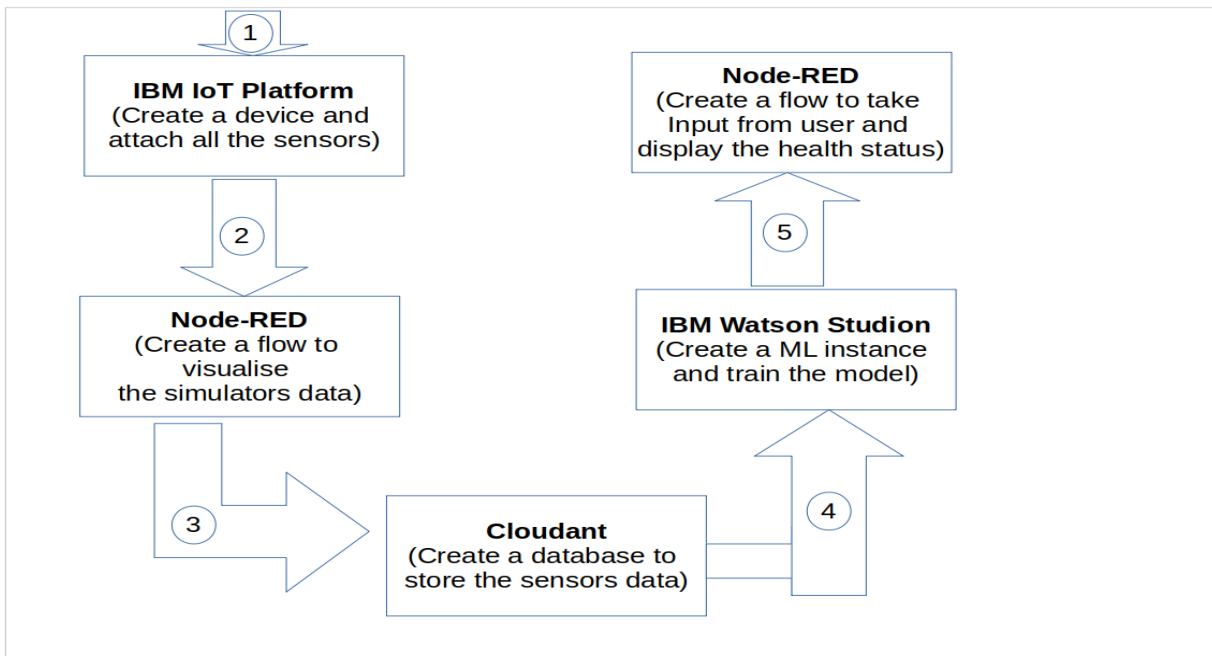 1
IBM IoT Platform
(Create a device and
attach all the sensors)
2
Node-RED
(Create a flow to
visualise
the simulators data)
3
Cloudant
(Create a database to
store the sensors data)
4
IBM Watson Studion
(Create a ML instance
and train the model)
5
Node-RED
(Create a flow to take
Input from user and
display the health status)